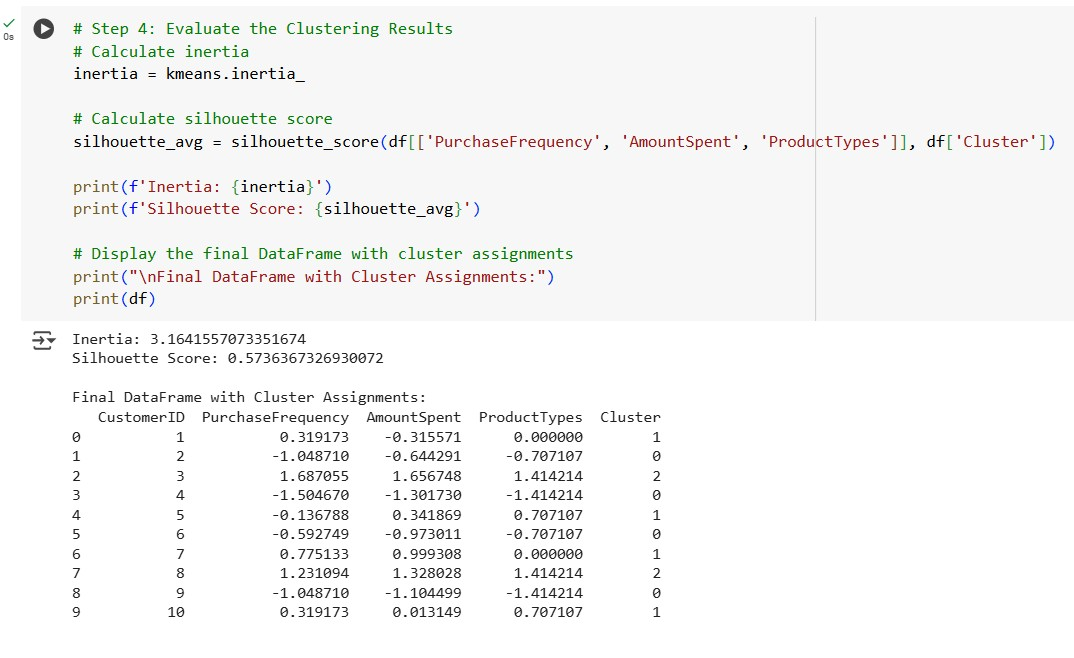 # Step 4: Evaluate the Clustering Results
0s
# Calculate inertia
inertia = kmeans.inertia_
# Calculate silhouette score
silhouette_avg = silhouette_score(df[['PurchaseFrequency', 'AmountSpent', 'ProductTypes']], df['Cluster'])
print(f'Inertia: {inertia}')
print(f'Silhouette Score: {silhouette_avg}')
# Display the final DataFrame with cluster assignments
print("\nFinal DataFrame with Cluster Assignments:")
print(df)
Inertia: 3.1641557073351674
Silhouette Score: 0.5736367326930072
Final DataFrame with Cluster Assignments:
CustomerID PurchaseFrequency AmountSpent ProductTypes Cluster
0 1 0.319173 -0.315571 0.000000 1
1 2 -1.048710 -0.644291 -0.707107 0
2 3 1.687055 1.656748 1.414214 2
3 4 -1.504670 -1.301730 -1.414214 0
4 5 -0.136788 0.341869 0.707107 1
5 6 -0.592749 -0.973011 -0.707107 0
6 7 0.775133 0.999308 0.000000 1
7 8 1.231094 1.328028 1.414214 2
8 9 -1.048710 -1.104499 -1.414214 0
9 10 0.319173 0.013149 0.707107 1